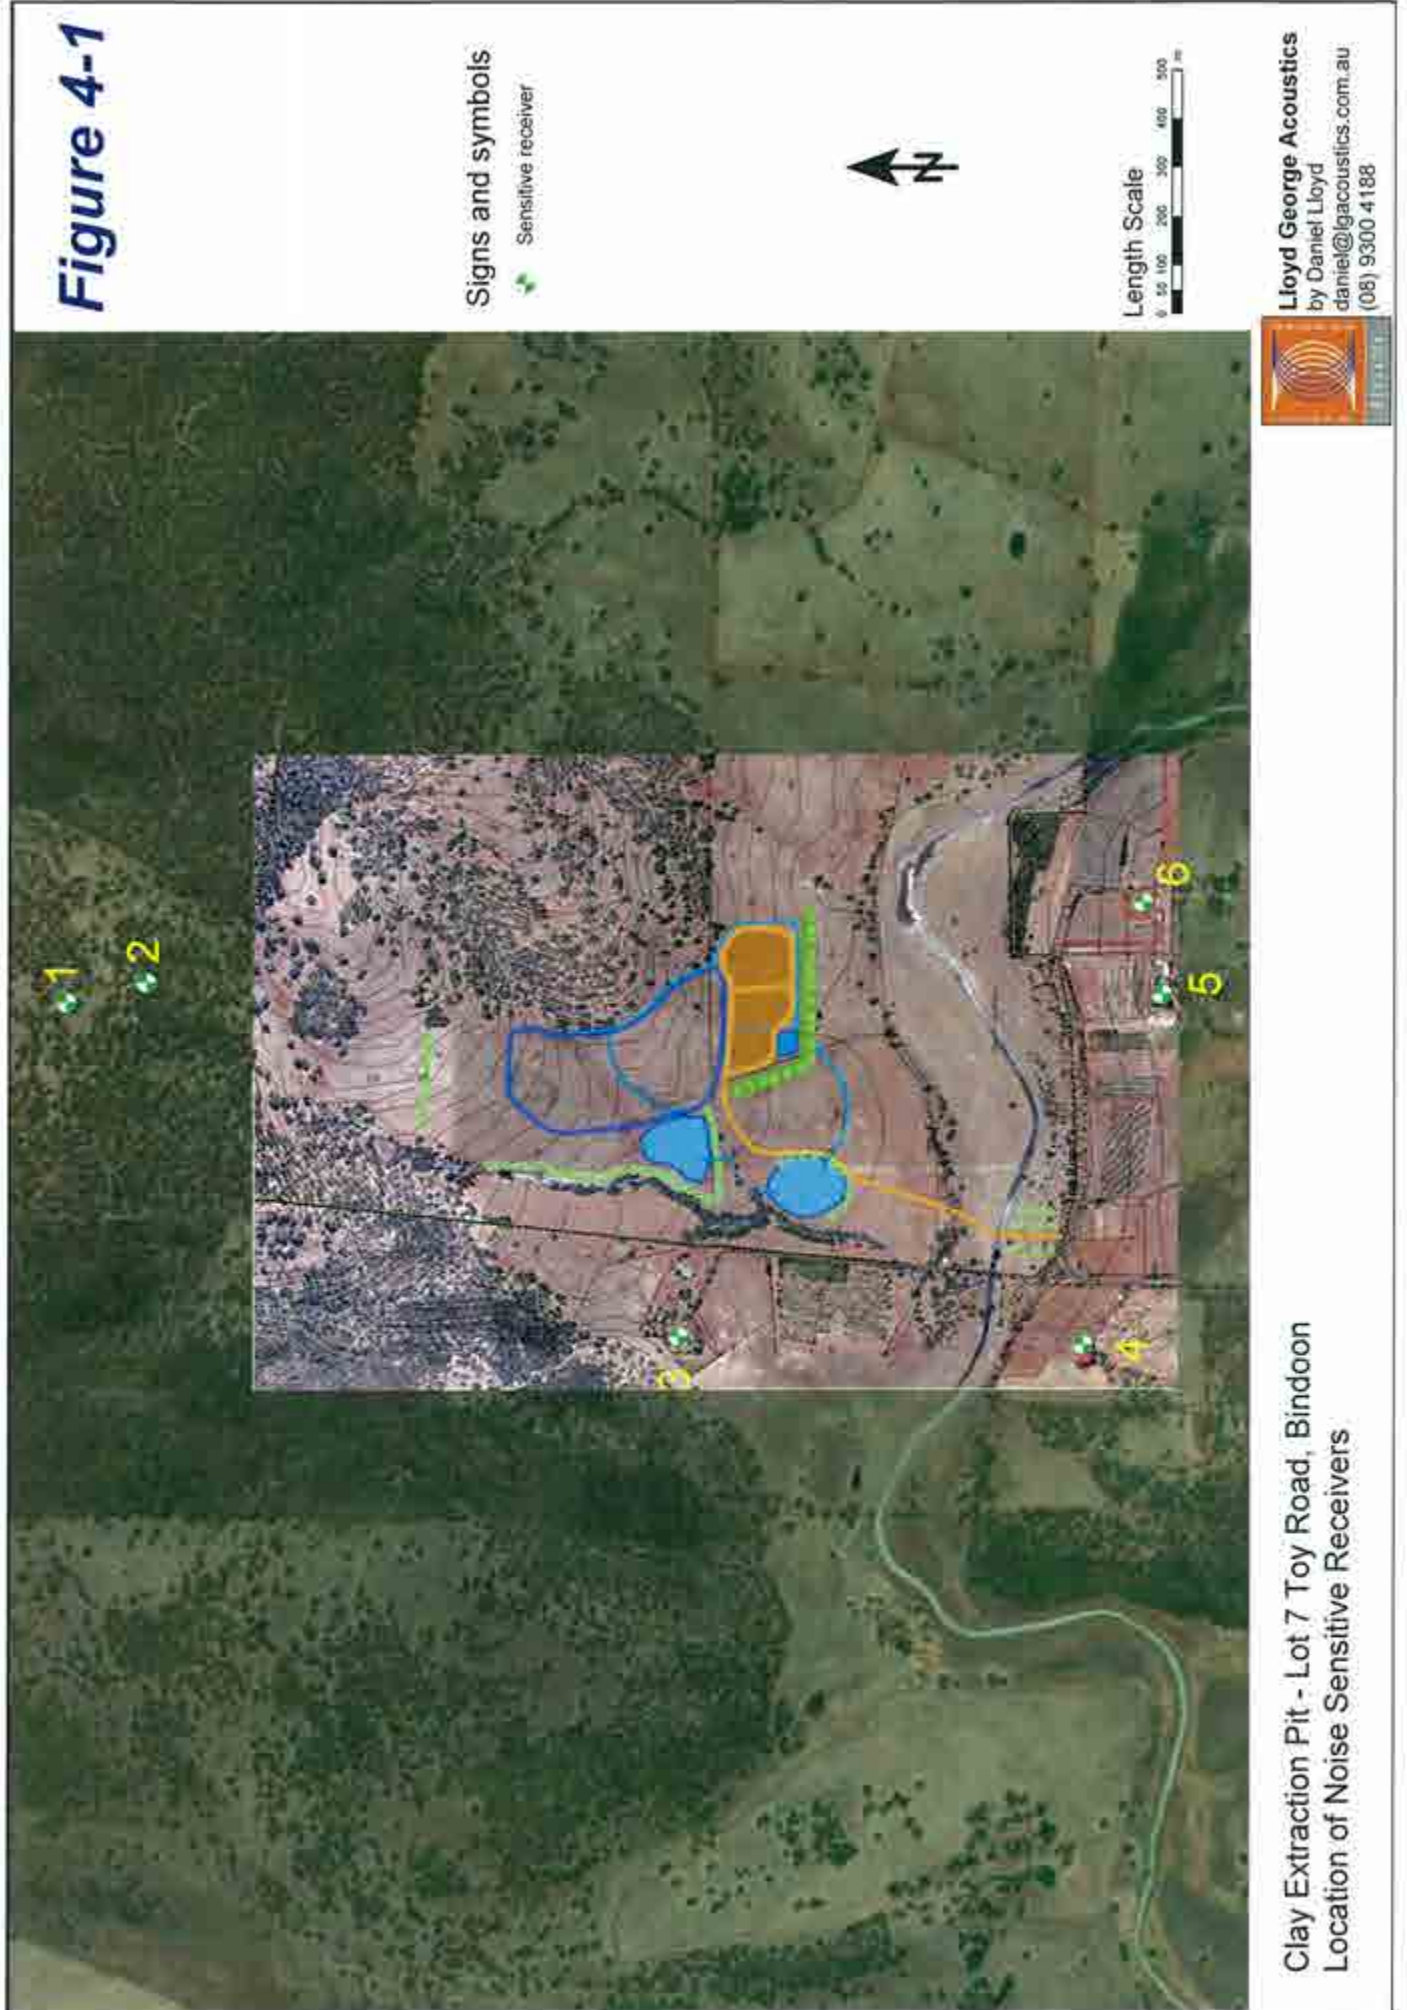 Figure 4-1
Signs and symbols
Sensitive receiver
N
Length Scale
0 50 100 200 300 400 500 m
1
2
3
4
5
6
Clay Extraction Pit - Lot 7 Toy Road, Bindoon
Location of Noise Sensitive Receivers
Lloyd George Acoustics
by Daniel Lloyd
daniel@lgacoustics.com.au
(08) 9300 4188